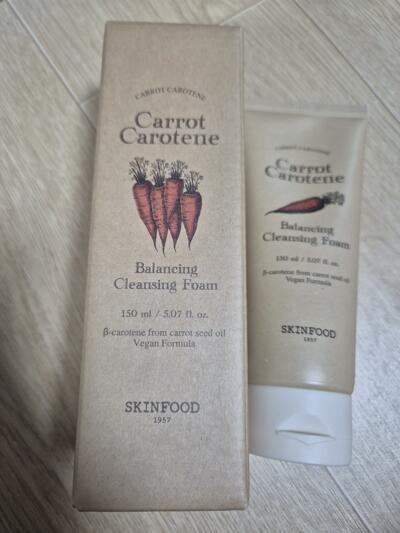 CARROT CAROTENE
Carrot
Carotene
Balancing
Cleansing Foam
150 ml / 5.07 fl. oz.
β-carotene from carrot seed oil
Vegan Formula
SKINFOOD
1957
CARROT CAROTENE
Carrot
Carotene
Balancing
Cleansing Foam
150 ml / 5.07 fl. oz.
β-carotene from carrot seed oil
Vegan Formula
SKINFOOD
1957